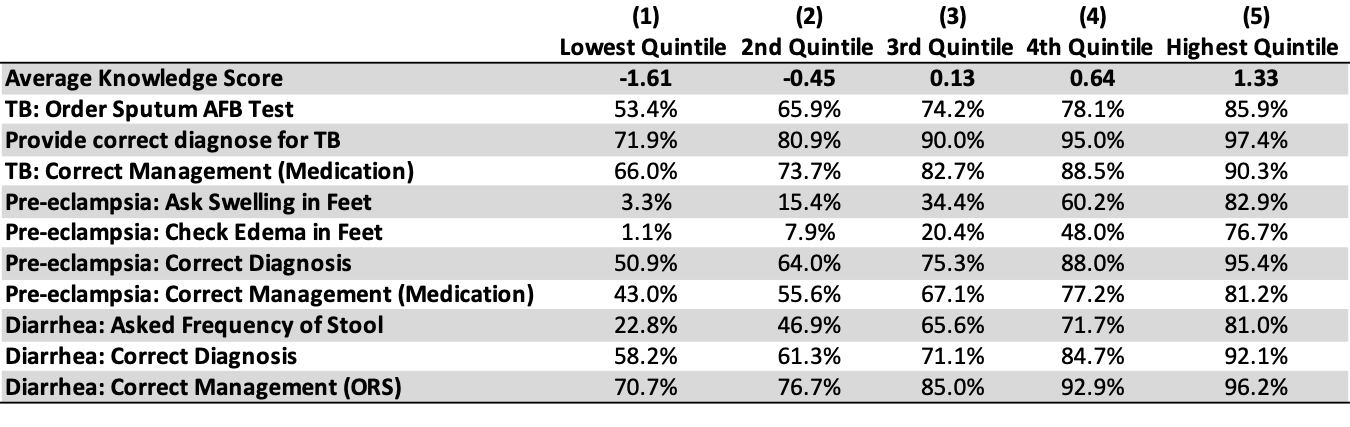 (1) (2) (3) (4) (5)
Lowest Quintile 2nd Quintile 3rd Quintile 4th Quintile Highest Quintile
Average Knowledge Score -1.61 -0.45 0.13 0.64 1.33
TB: Order Sputum AFB Test 53.4% 65.9% 74.2% 78.1% 85.9%
Provide correct diagnose for TB 71.9% 80.9% 90.0% 95.0% 97.4%
TB: Correct Management (Medication) 66.0% 73.7% 82.7% 88.5% 90.3%
Pre-eclampsia: Ask Swelling in Feet 3.3% 15.4% 34.4% 60.2% 82.9%
Pre-eclampsia: Check Edema in Feet 1.1% 7.9% 20.4% 48.0% 76.7%
Pre-eclampsia: Correct Diagnosis 50.9% 64.0% 75.3% 88.0% 95.4%
Pre-eclampsia: Correct Management (Medication) 43.0% 55.6% 67.1% 77.2% 81.2%
Diarrhea: Asked Frequency of Stool 22.8% 46.9% 65.6% 71.7% 81.0%
Diarrhea: Correct Diagnosis 58.2% 61.3% 71.1% 84.7% 92.1%
Diarrhea: Correct Management (ORS) 70.7% 76.7% 85.0% 92.9% 96.2%